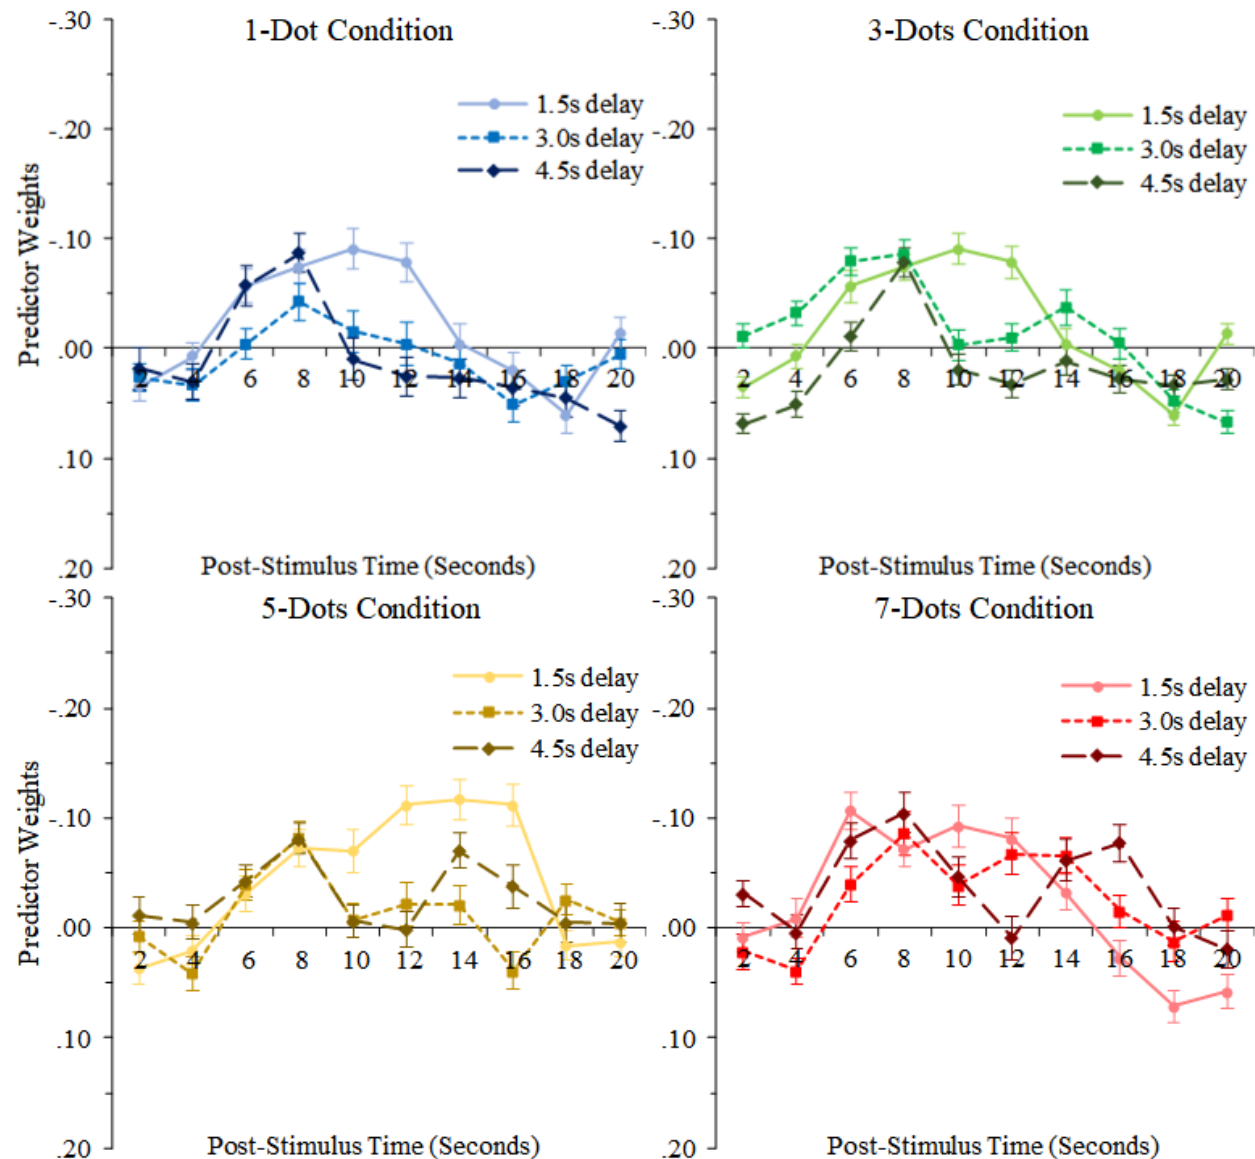 -.30
1-Dot Condition
1.5s delay
3.0s delay
4.5s delay
-.20
-.10
.00
.10
.20
Predictor Weights
2 4 6 8 10 12 14 16 18 20
Post-Stimulus Time (Seconds)
-.30
3-Dots Condition
1.5s delay
3.0s delay
4.5s delay
-.20
-.10
.00
.10
.20
2 4 6 8 10 12 14 16 18 20
Post-Stimulus Time (Seconds)
-.30
5-Dots Condition
1.5s delay
3.0s delay
4.5s delay
-.20
-.10
.00
.10
.20
Predictor Weights
2 4 6 8 10 12 14 16 18 20
Post-Stimulus Time (Seconds)
-.30
7-Dots Condition
1.5s delay
3.0s delay
4.5s delay
-.20
-.10
.00
.10
.20
2 4 6 8 10 12 14 16 18 20
Post-Stimulus Time (Seconds)